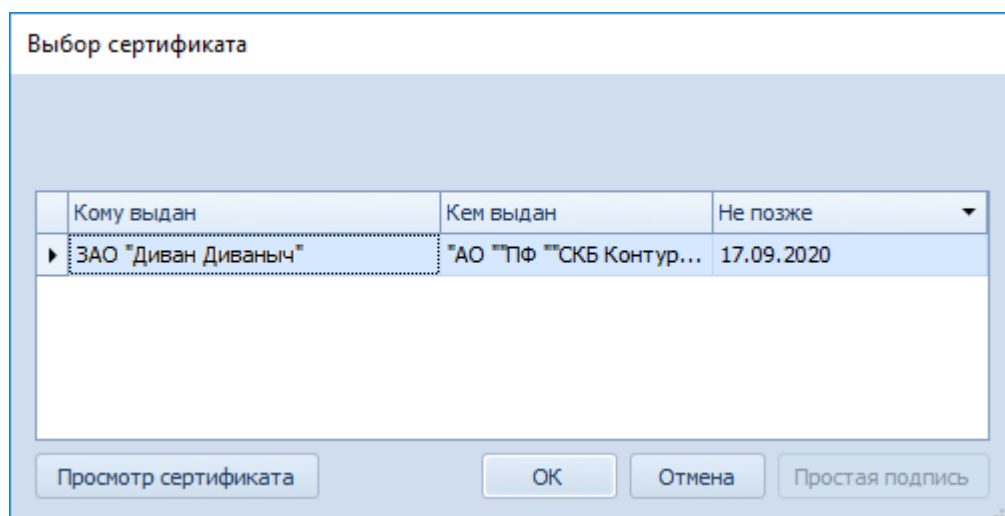 Выбор сертификата
Кому выдан Кем выдан Не позже
ЗАО "Диван Диваныч" "АО ""ПФ ""СКБ Контур... 17.09.2020
Просмотр сертификата ОК Отмена Простая подпись